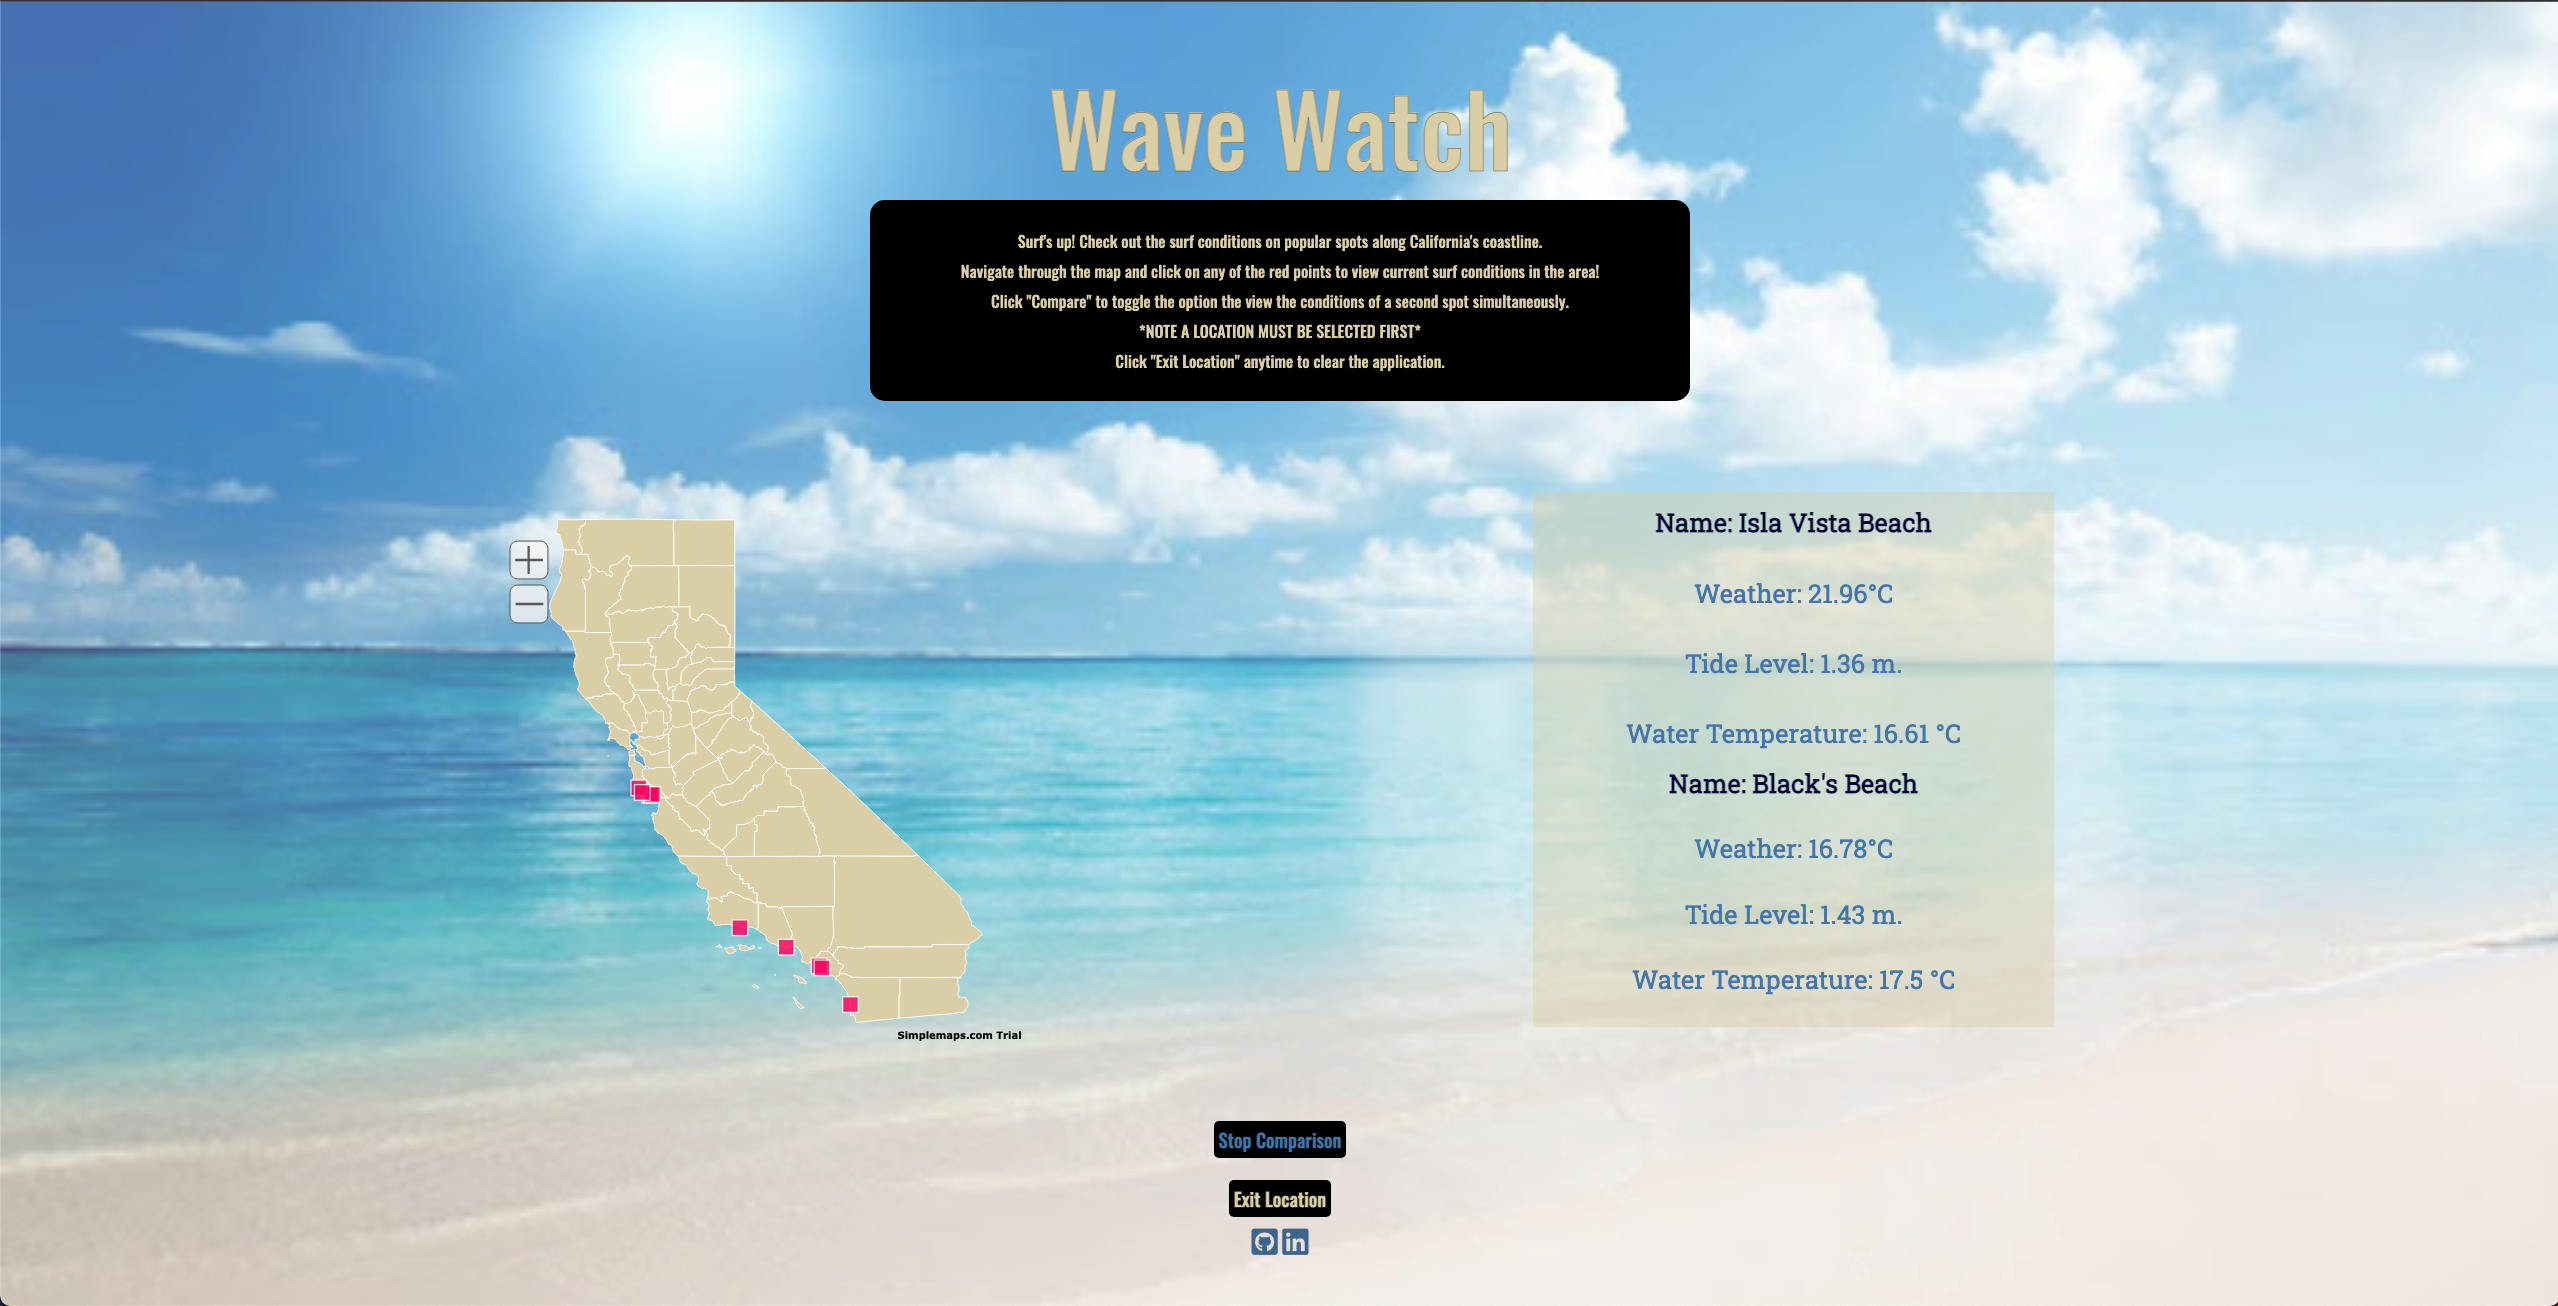 Wave Watch
Surf's up! Check out the surf conditions on popular spots along California's coastline.
Navigate through the map and click on any of the red points to view current surf conditions in the area!
Click "Compare" to toggle the option the view the conditions of a second spot simultaneously.
*NOTE A LOCATION MUST BE SELECTED FIRST*
Click "Exit Location" anytime to clear the application.
Name: Isla Vista Beach
Weather: 21.96°C
Tide Level: 1.36 m.
Water Temperature: 16.61 °C
Name: Black's Beach
Weather: 16.78°C
Tide Level: 1.43 m.
Water Temperature: 17.5 °C
Simplemaps.com Trial
Stop Comparison
Exit Location
in